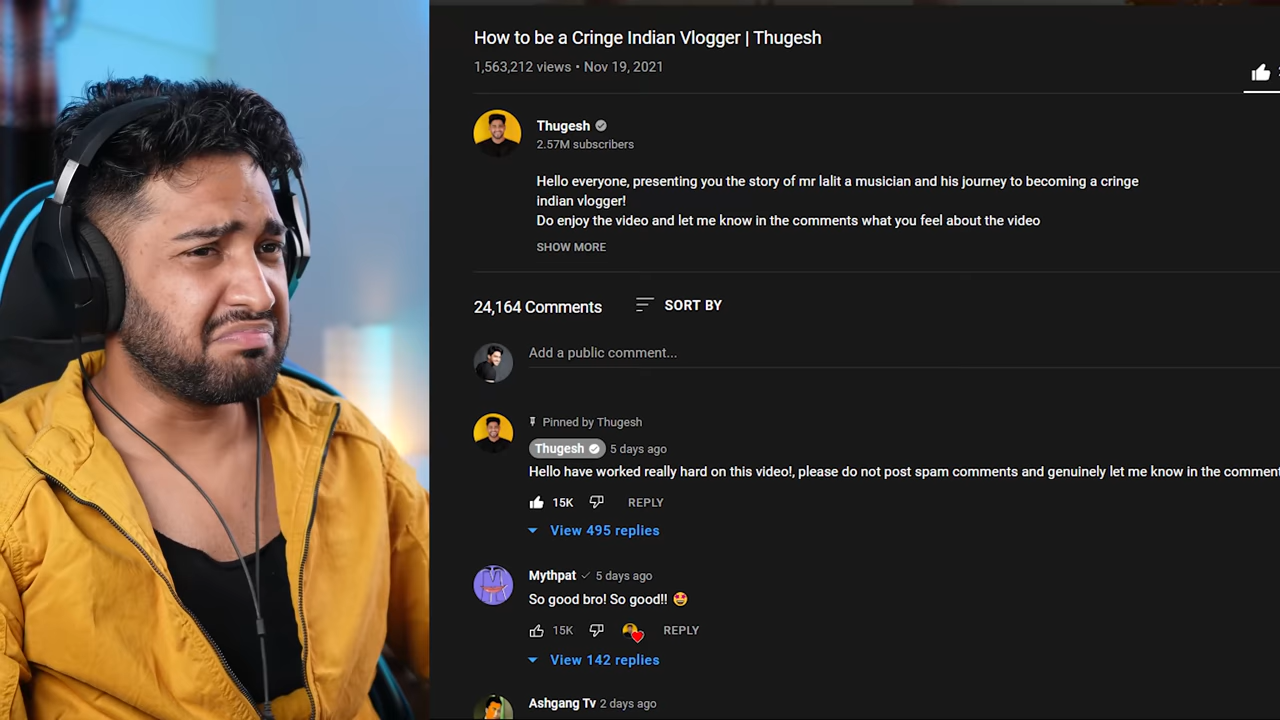 How to be a Cringe Indian Vlogger | Thugesh
1,563,212 views • Nov 19, 2021
Thugesh
2.57M subscribers
Hello everyone, presenting you the story of mr lalit a musician and his journey to becoming a cringe
indian vlogger!
Do enjoy the video and let me know in the comments what you feel about the video
SHOW MORE
24,164 Comments
SORT BY
Add a public comment...
Pinned by Thugesh
Thugesh 5 days ago
Hello have worked really hard on this video!, please do not post spam comments and genuinely let me know in the comment
15K REPLY
View 495 replies
Mythpat 5 days ago
So good bro! So good!! 🤩
15K REPLY
View 142 replies
Ashgang Tv 2 days ago